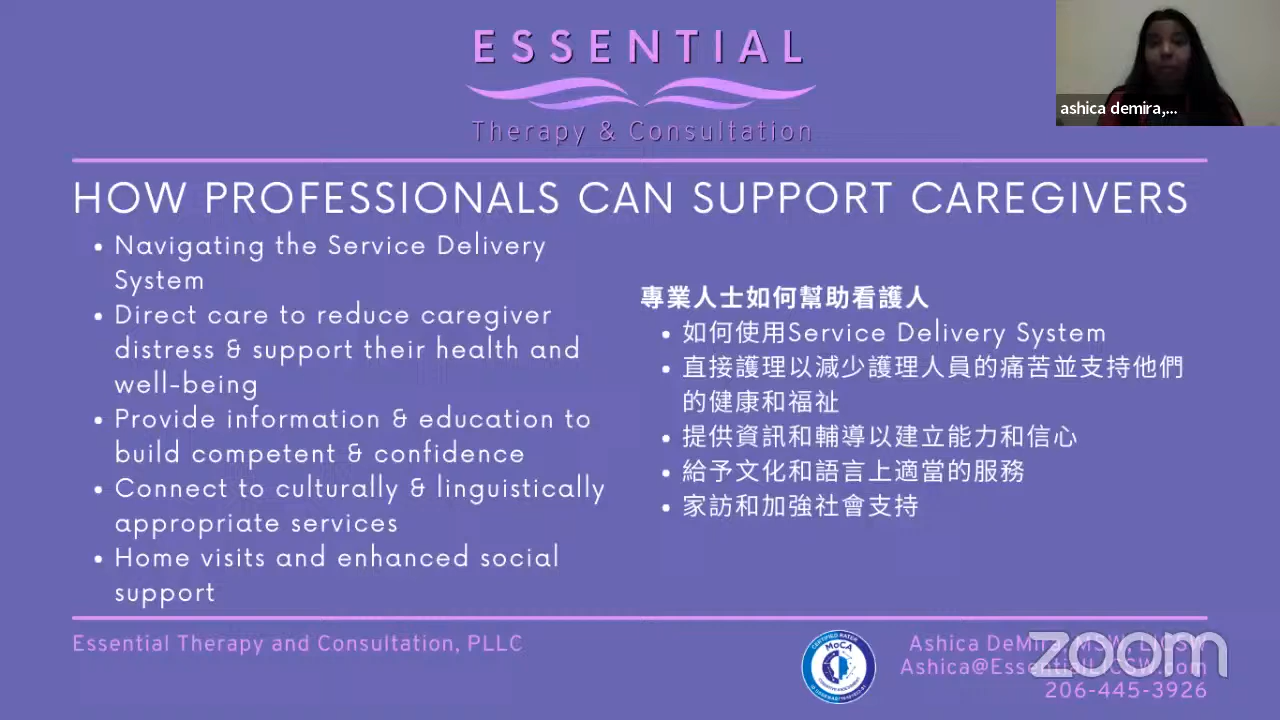 ESSENTIAL
Therapy & Consultation
ashica demira,...
HOW PROFESSIONALS CAN SUPPORT CAREGIVERS
• Navigating the Service Delivery
System
• Direct care to reduce caregiver
distress & support their health and
well-being
• Provide information & education to
build competent & confidence
• Connect to culturally & linguistically
appropriate services
• Home visits and enhanced social
support
專業人士如何幫助看護人
• 如何使用Service Delivery System
• 直接護理以減少護理人員的痛苦並支持他們
的健康和福祉
• 提供資訊和輔導以建立能力和信心
• 給予文化和語言上適當的服務
• 家訪和加強社會支持
Essential Therapy and Consultation, PLLC
CERTIFIED RATER
MoCA
Ashica DeMira, MSW, LICSW
Ashica@EssentialLICSW.com
206-445-3926
zoom